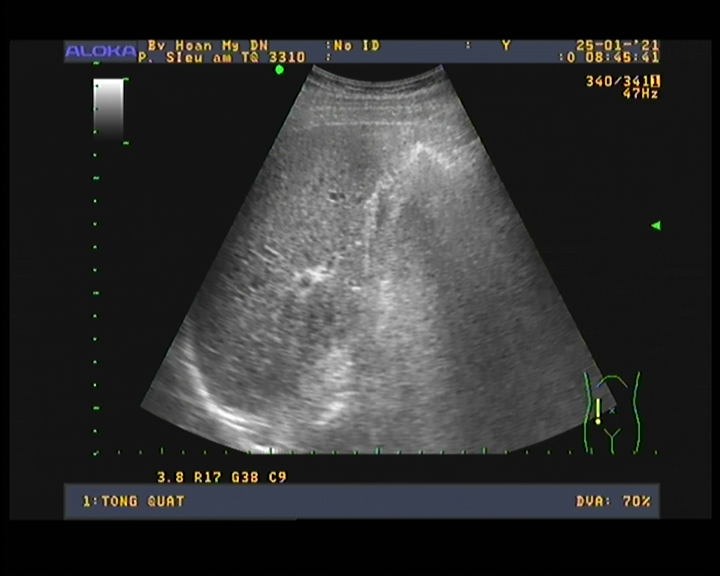 ALOKA Bv Hoan My DN :No ID : Y 25-01-'21
P. Sieu am TQ 3310 : :0 08:45:41
340/341
47Hz
3.8 R17 G38 C9
1:TONG QUAT DVA: 70%